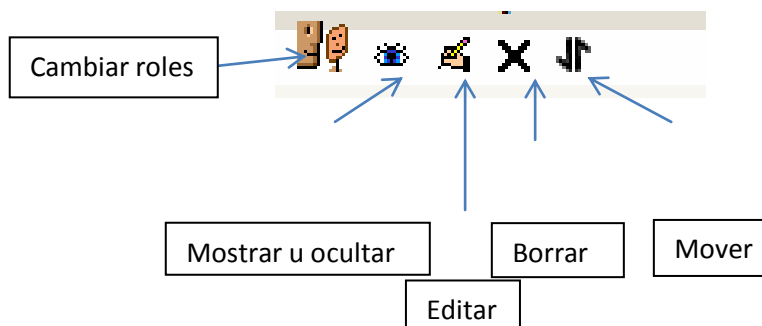 Cambiar roles
Mostrar u ocultar
Borrar
Mover
Editar